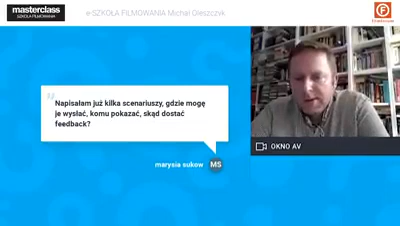 masterclass
SZKOŁA FILMOWANIA
e-SZKOŁA FILMOWANIA Michał Oleszczyk
Napisałam już kilka scenariuszy, gdzie mogę
je wysłać, komu pokazać, skąd dostać
feedback?
marysia sukow
MS
OKNO AV